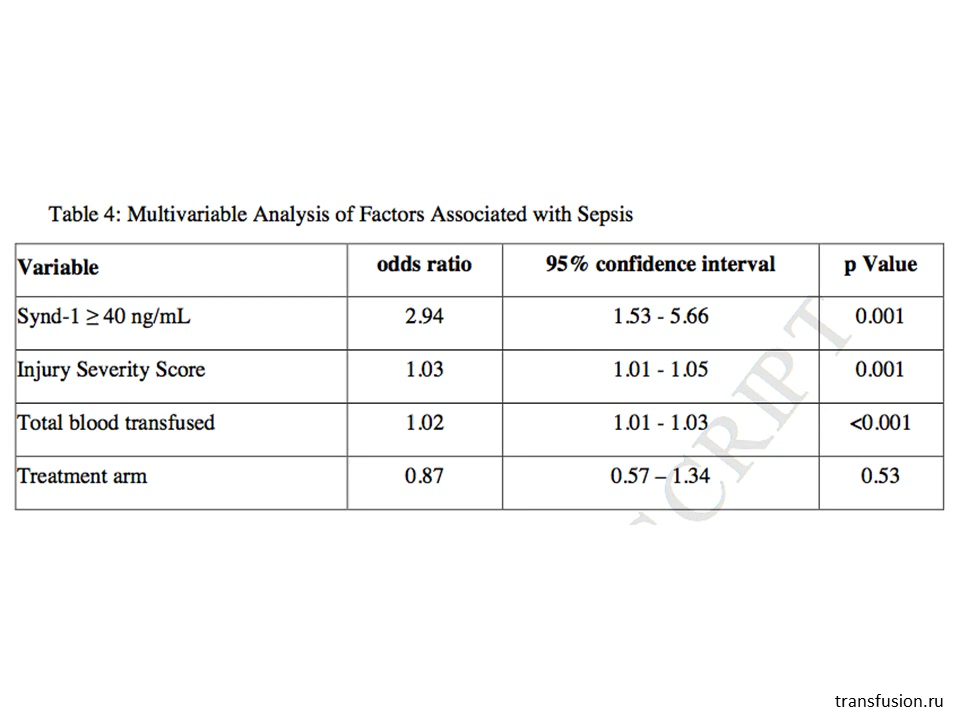 Table 4: Multivariable Analysis of Factors Associated with Sepsis
Variable odds ratio 95% confidence interval p Value
Synd-1 ≥ 40 ng/mL 2.94 1.53 - 5.66 0.001
Injury Severity Score 1.03 1.01 - 1.05 0.001
Total blood transfused 1.02 1.01 - 1.03 <0.001
Treatment arm 0.87 0.57 – 1.34 0.53
CRIPT
transfusion.ru